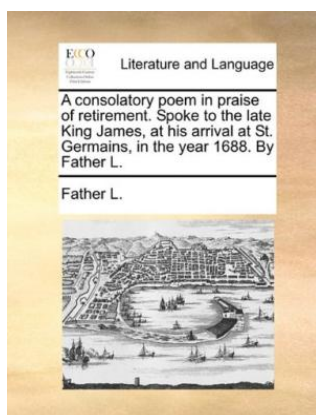 ECCO
Literature and Language
A consolatory poem in praise
of retirement. Spoke to the late
King James, at his arrival at St.
Germains, in the year 1688. By
Father L.
Father L.